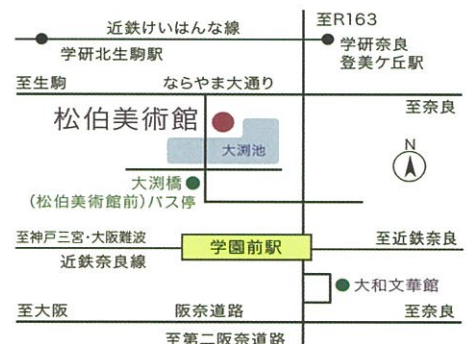 至R163
近鉄けいはんな線
学研北生駒駅
学研奈良
登美ケ丘駅
至生駒
ならやま大通り
至奈良
松伯美術館
大渕池
N
大渕橋
(松伯美術館前)バス停
至神戸三宮・大阪難波
学園前駅
至近鉄奈良
近鉄奈良線
大和文華館
至大阪
阪奈道路
至奈良
至第二阪奈道路